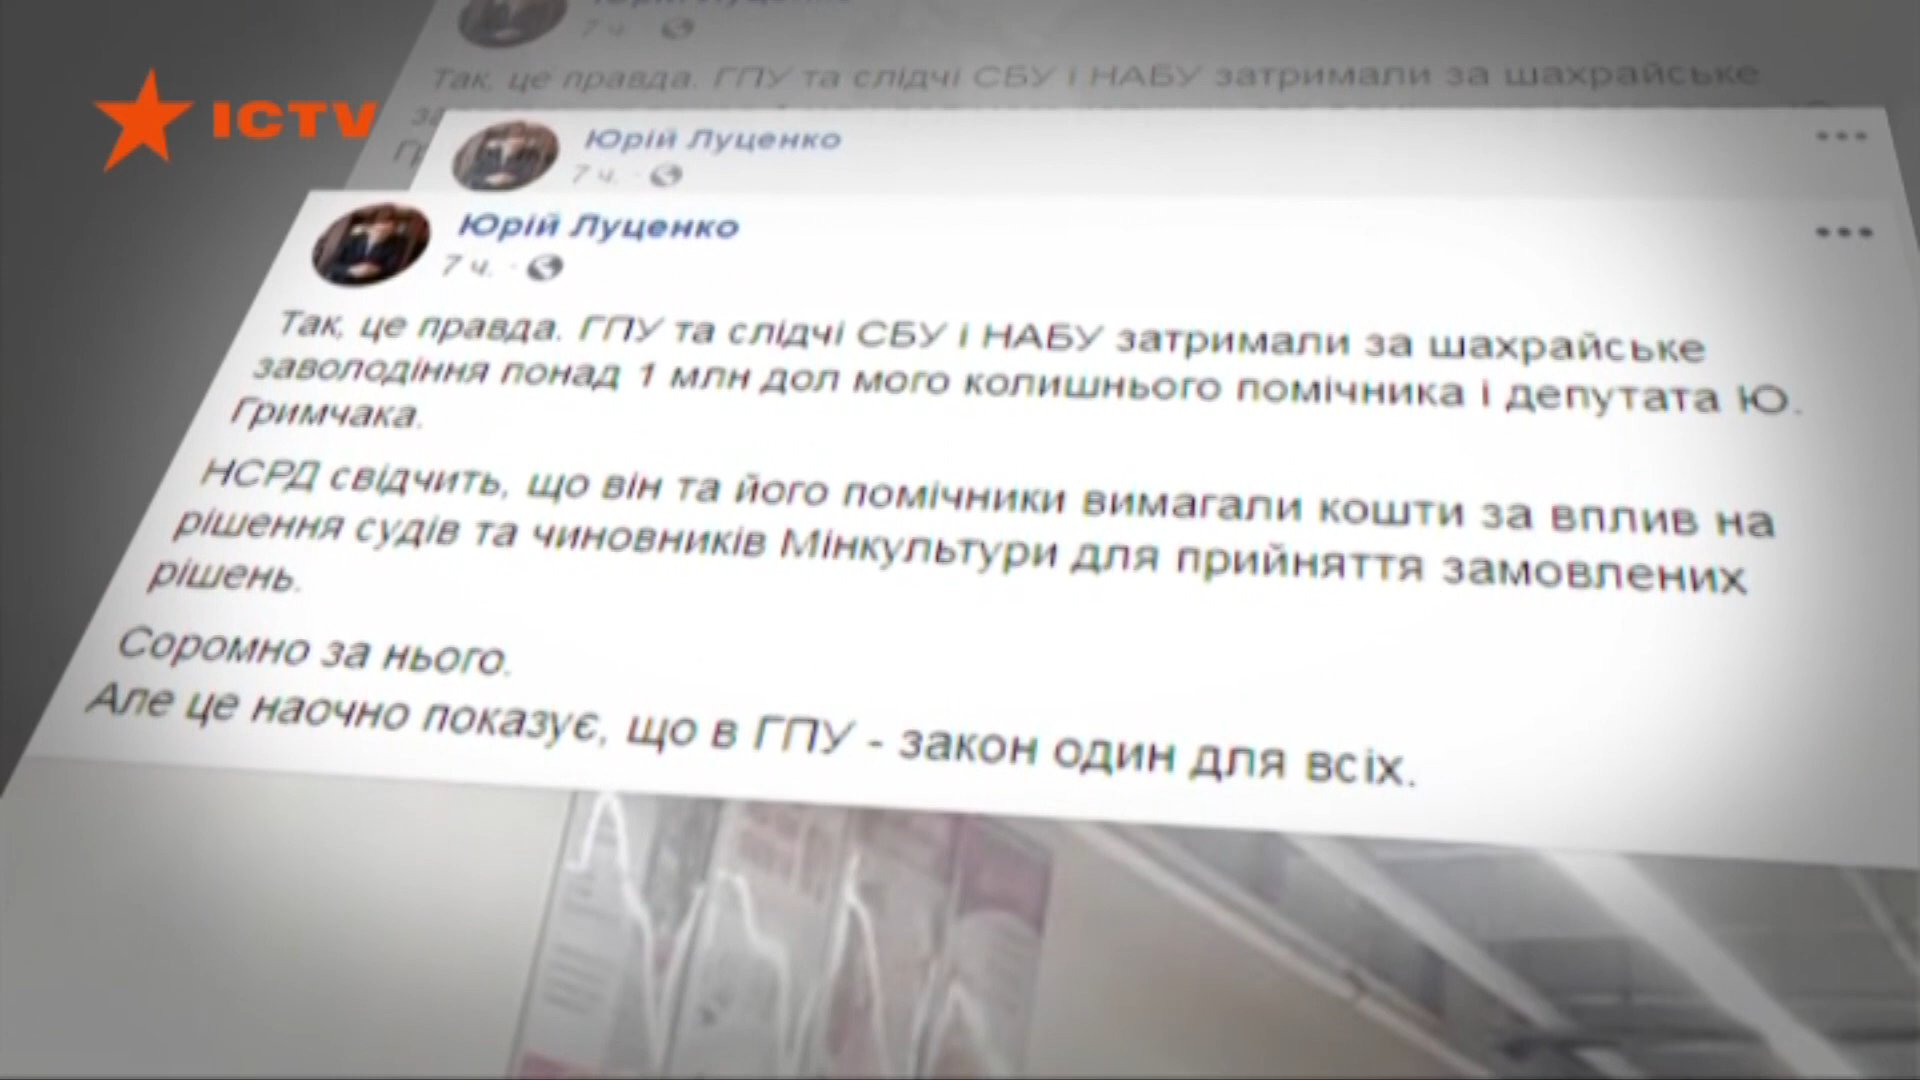 Юрій Луценко
7 ч.
Так, це правда. ГПУ та слідчі СБУ і НАБУ затримали за шахрайське
ICTV
Юрій Луценко
7 ч.
Юрій Луценко
7 ч.
Так, це правда. ГПУ та слідчі СБУ і НАБУ затримали за шахрайське
заволодіння понад 1 млн дол мого колишнього помічника і депутата Ю.
Гримчака.
НСРД свідчить, що він та його помічники вимагали кошти за вплив на
рішення судів та чиновників Мінкультури для прийняття замовлених
рішень.
Соромно за нього.
Але це наочно показує, що в ГПУ - закон один для всіх.